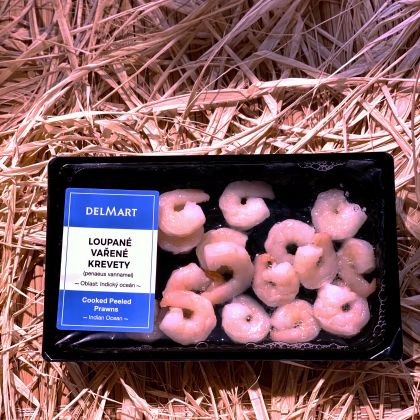 DELMART
LOUPANÉ
VAŘENÉ
KREVETY
(penaeus vannamei)
— Oblast: Indický oceán —
Cooked Peeled
Prawns
— Indian Ocean —